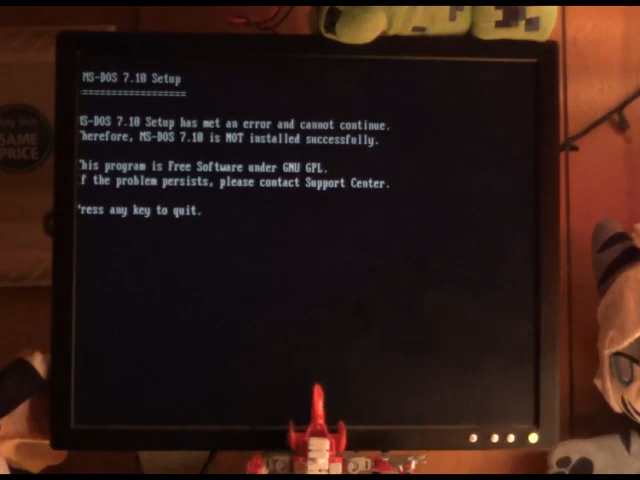 MS-DOS 7.10 Setup
==================
S-DOS 7.10 Setup has met an error and cannot continue.
herefore, MS-DOS 7.10 is NOT installed successfully.
his program is Free Software under GNU GPL.
f the problem persists, please contact Support Center.
ress any key to quit.
SAME
PRICE